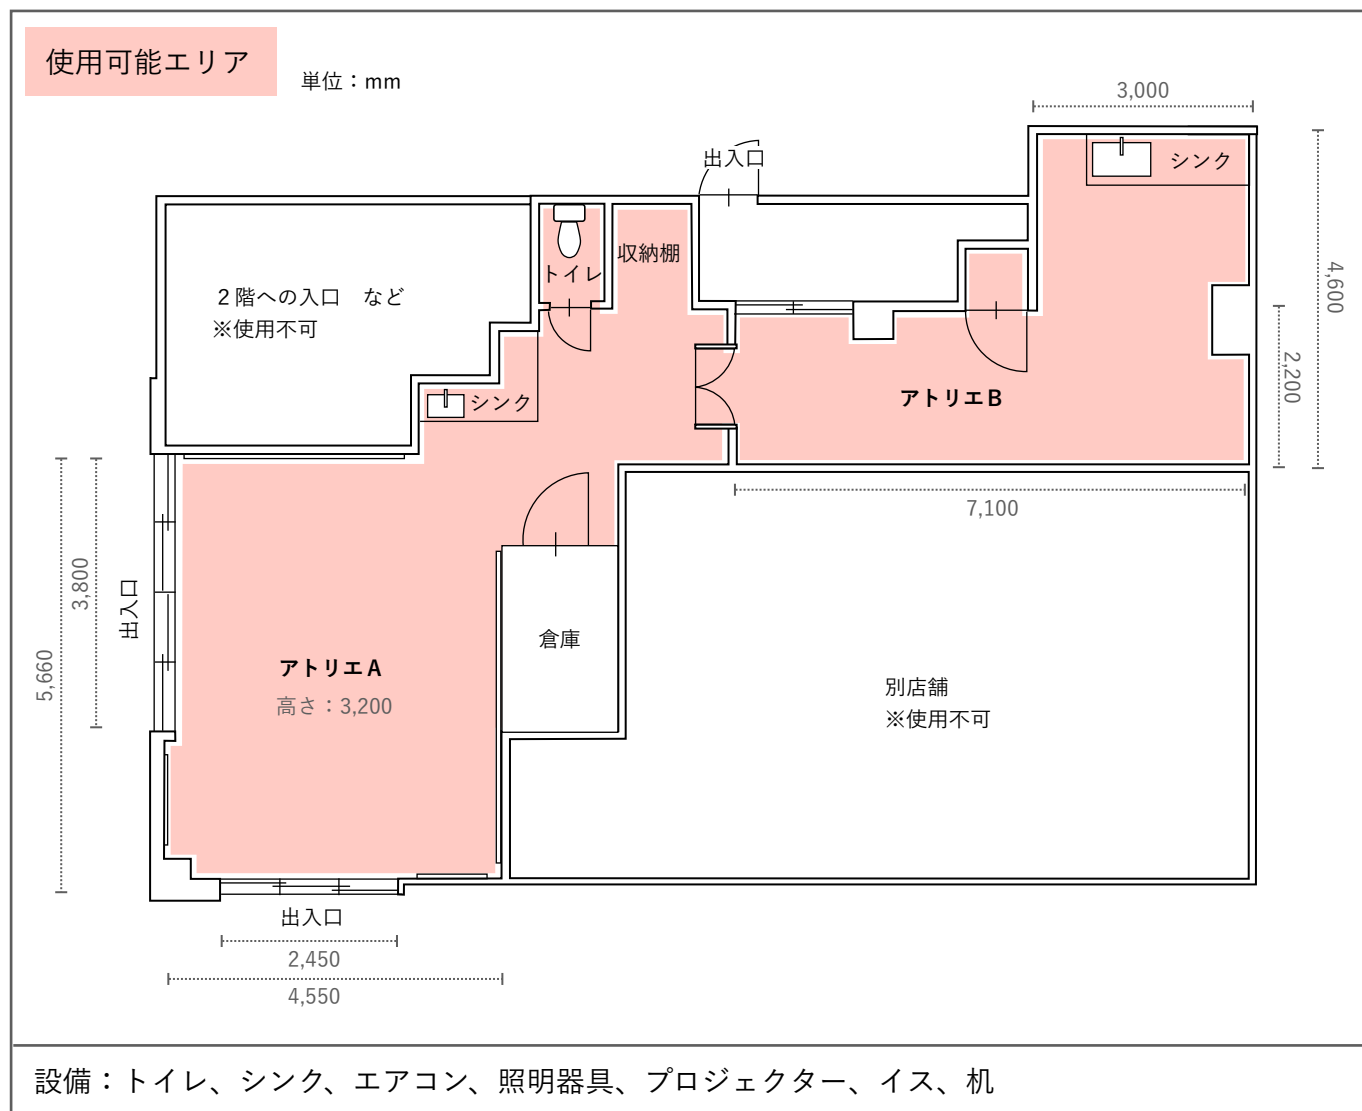 使用可能エリア
単位：mm
3,000
出入口
シンク
収納棚
トイレ
２階への入口　など
※使用不可
4,600
2,200
シンク
アトリエB
7,100
3,800
出入口
5,660
倉庫
アトリエA
高さ：3,200
別店舗
※使用不可
出入口
2,450
4,550
設備：トイレ、シンク、エアコン、照明器具、プロジェクター、イス、机